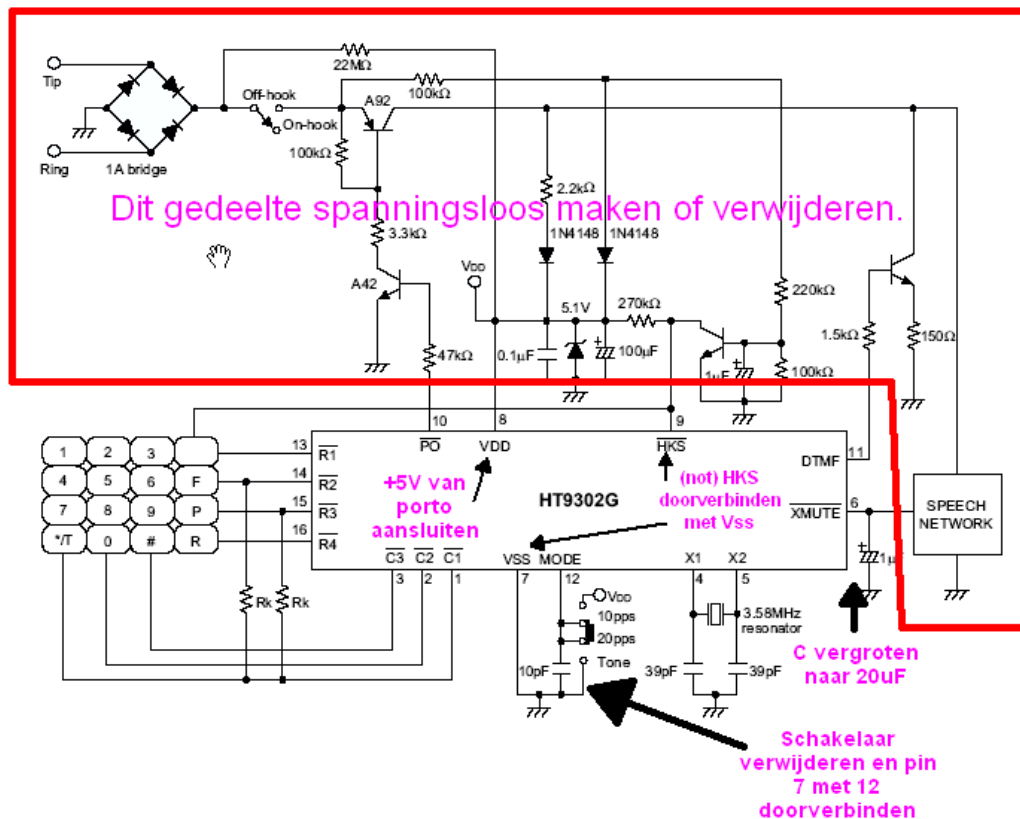 Tip
Ring
1A bridge
Off-hook
On-hook
22MΩ
100kΩ
A92
100kΩ
2.2kΩ
Dit gedeelte spanningsloos maken of verwijderen.
3.3kΩ
1N4148
1N4148
VDD
A42
5.1V
270kΩ
220kΩ
1.5kΩ
150Ω
47kΩ
0.1µF
+
100µF
+
1µF
100kΩ
10
8
9
1
2
3
4
5
6
F
7
8
9
P
*/T
0
#
R
13
14
15
16
R1
R2
R3
R4
PO
VDD
HKS
DTMF
11
+5V van
porto
aansluiten
HT9302G
(not) HKS
doorverbinden
met Vss
XMUTE
6
SPEECH
NETWORK
+
1µ
C3
C2
C1
VSS
MODE
X1
X2
3
2
1
7
12
4
5
Rk
Rk
VDD
10pps
20pps
Tone
10pF
3.58MHz
resonator
39pF
39pF
C vergroten
naar 20uF
Schakelaar
verwijderen en pin
7 met 12
doorverbinden